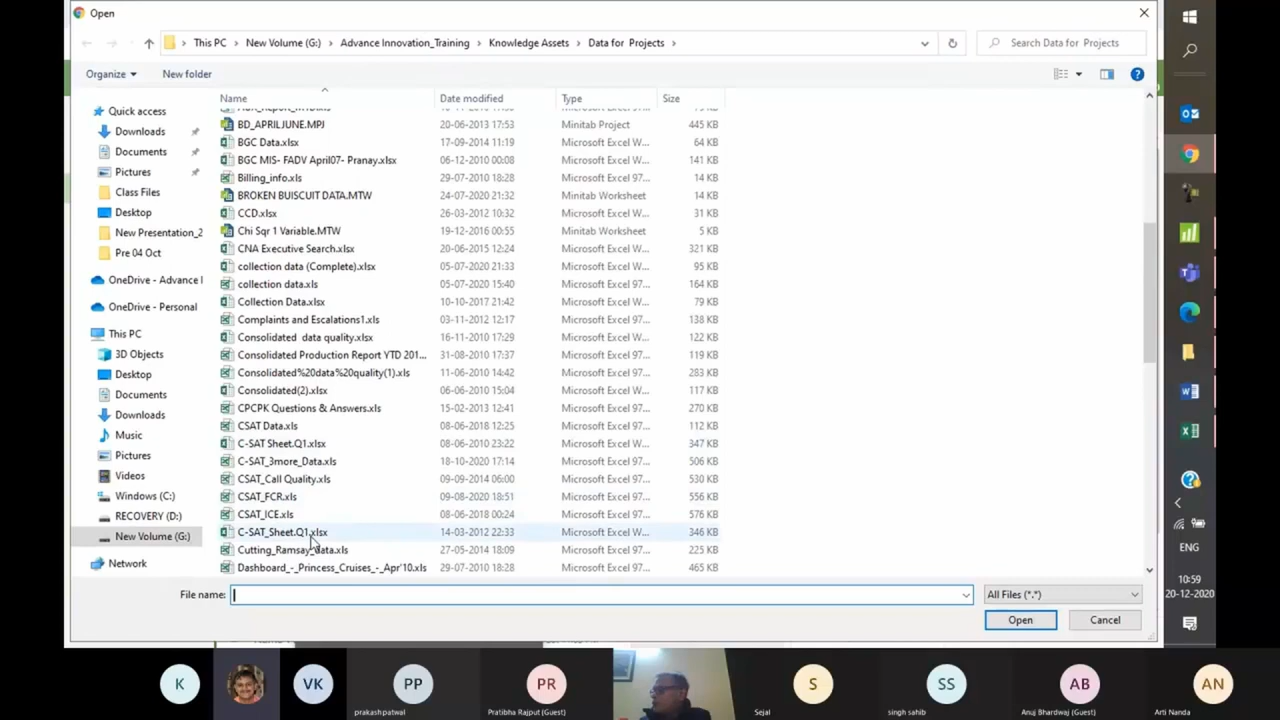 Open
This PC > New Volume (G:) > Advance Innovation_Training > Knowledge Assets > Data for Projects >
Search Data for Projects
Organize
New folder
Name
Date modified
Type
Size
Quick access
Downloads
Documents
Pictures
Class Files
Desktop
New Presentation_2
Pre 04 Oct
OneDrive - Advance I
OneDrive - Personal
This PC
3D Objects
Desktop
Documents
Downloads
Music
Pictures
Videos
Windows (C:)
RECOVERY (D:)
New Volume (G:)
Network
BD_APRILJUNE.MPJ 20-06-2013 17:53 Minitab Project 445 KB
BGC Data.xlsx 17-09-2014 11:19 Microsoft Excel W... 64 KB
BGC MIS- FADV April07- Pranay.xlsx 06-12-2010 00:08 Microsoft Excel W... 141 KB
Billing_info.xls 29-07-2010 18:28 Microsoft Excel 97... 14 KB
BROKEN BUISCUIT DATA.MTW 24-07-2020 21:32 Minitab Worksheet 14 KB
CCD.xlsx 26-03-2012 10:32 Microsoft Excel W... 31 KB
Chi Sqr 1 Variable.MTW 19-12-2016 00:55 Minitab Worksheet 5 KB
CNA Executive Search.xlsx 20-06-2015 12:24 Microsoft Excel W... 321 KB
collection data (Complete).xlsx 05-07-2020 21:33 Microsoft Excel W... 95 KB
collection data.xls 05-07-2020 15:40 Microsoft Excel 97... 164 KB
Collection Data.xlsx 10-10-2017 21:42 Microsoft Excel W... 79 KB
Complaints and Escalations1.xls 03-11-2012 12:17 Microsoft Excel 97... 138 KB
Consolidated data quality.xlsx 16-11-2010 17:29 Microsoft Excel W... 122 KB
Consolidated Production Report YTD 201... 31-08-2010 17:37 Microsoft Excel 97... 119 KB
Consolidated%20data%20quality(1).xls 11-06-2010 14:42 Microsoft Excel 97... 283 KB
Consolidated(2).xlsx 06-06-2010 15:04 Microsoft Excel W... 117 KB
CPCPK Questions & Answers.xls 15-02-2013 12:41 Microsoft Excel 97... 270 KB
CSAT Data.xls 08-06-2018 12:25 Microsoft Excel 97... 112 KB
C-SAT Sheet.Q1.xlsx 08-06-2010 23:22 Microsoft Excel W... 347 KB
C-SAT_3more_Data.xls 18-10-2020 17:14 Microsoft Excel 97... 506 KB
CSAT_Call Quality.xls 09-09-2014 06:00 Microsoft Excel 97... 530 KB
CSAT_FCR.xls 09-08-2020 18:51 Microsoft Excel 97... 556 KB
CSAT_ICE.xls 08-06-2018 00:24 Microsoft Excel 97... 576 KB
C-SAT_Sheet.Q1.xlsx 14-03-2012 22:33 Microsoft Excel W... 346 KB
Cutting_Ramsay_data.xls 27-05-2014 18:09 Microsoft Excel 97... 225 KB
Dashboard_-_Princess_Cruises_-_Apr'10.xls 29-07-2010 18:28 Microsoft Excel 97... 465 KB
File name:
All Files (*.*)
Open
Cancel
ENG
10:59
20-12-2020
K
VK
PP
prakash patwal
PR
Pratibha Rajput (Guest)
S
Sejal
SS
singh sahib
AB
Anuj Bhardwaj (Guest)
AN
Arti Nanda